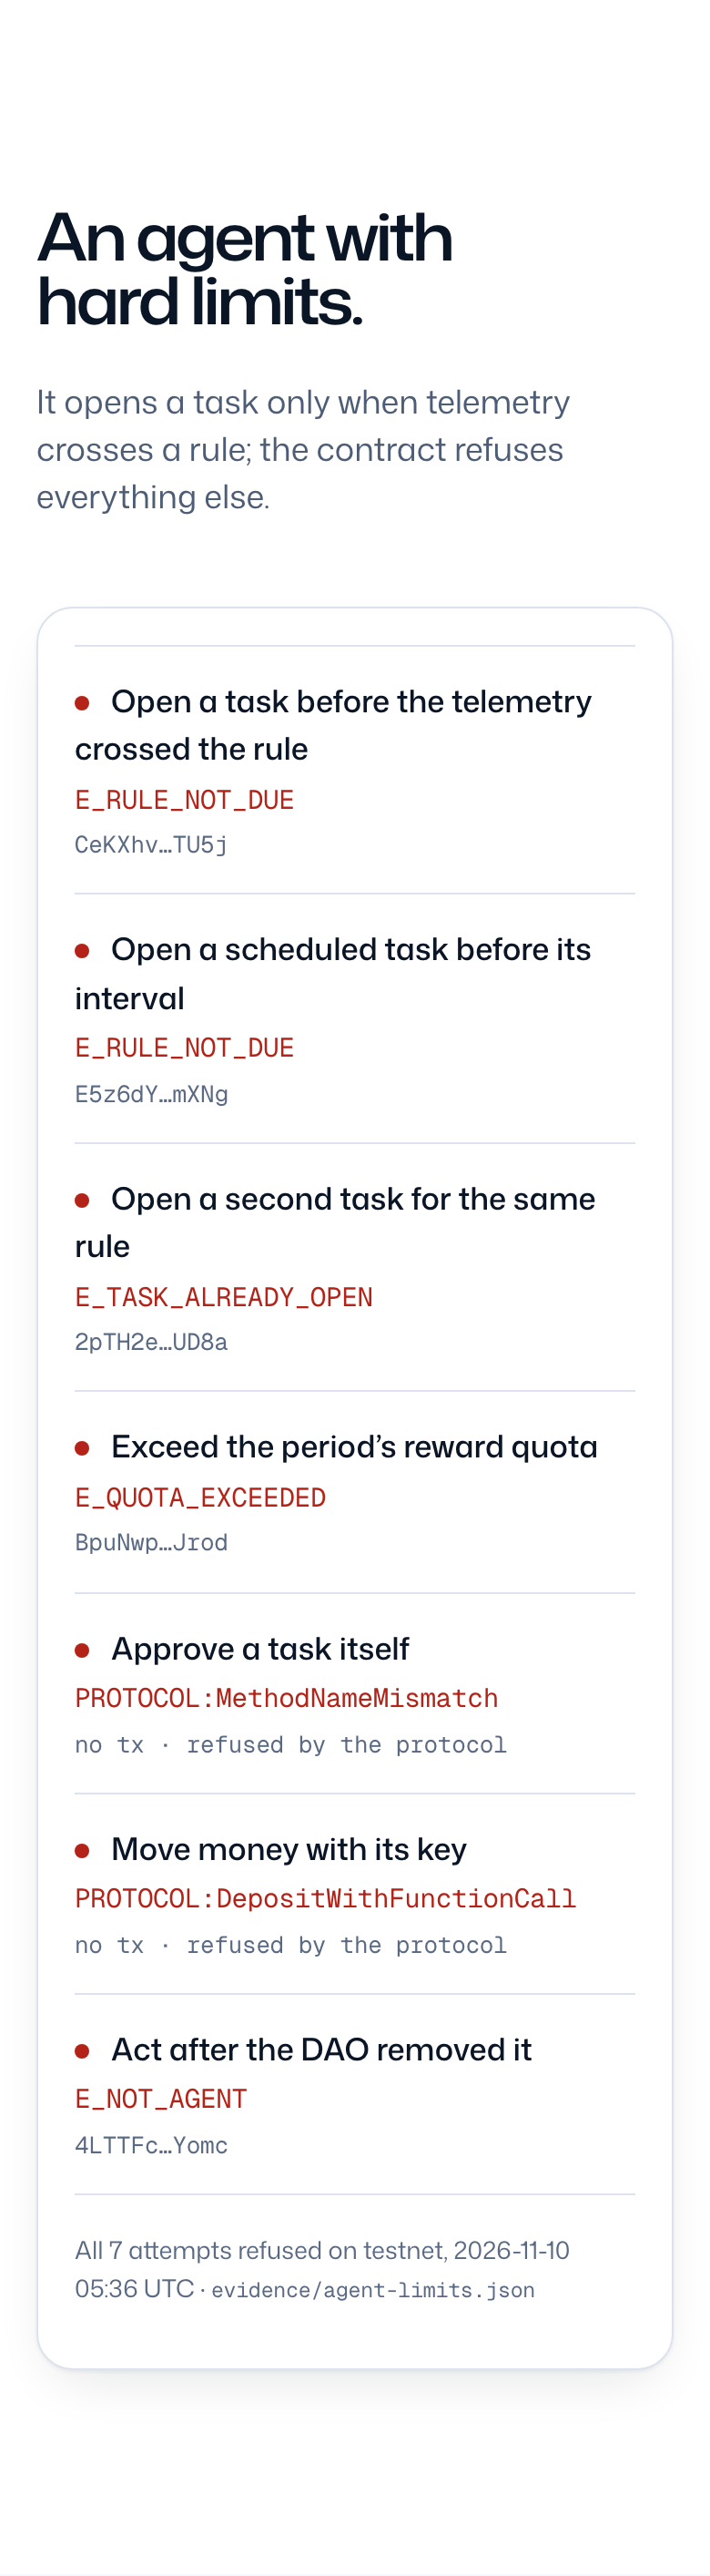 An agent with
hard limits.
It opens a task only when telemetry
crosses a rule; the contract refuses
everything else.
Open a task before the telemetry
crossed the rule
E_RULE_NOT_DUE
CeKXhv…TU5j
Open a scheduled task before its
interval
E_RULE_NOT_DUE
E5z6dY…mXNg
Open a second task for the same
rule
E_TASK_ALREADY_OPEN
2pTH2e…UD8a
Exceed the period’s reward quota
E_QUOTA_EXCEEDED
BpuNwp…Jrod
Approve a task itself
PROTOCOL:MethodNameMismatch
no tx · refused by the protocol
Move money with its key
PROTOCOL:DepositWithFunctionCall
no tx · refused by the protocol
Act after the DAO removed it
E_NOT_AGENT
4LTTFc…Yomc
All 7 attempts refused on testnet, 2026-11-10
05:36 UTC · evidence/agent-limits.json